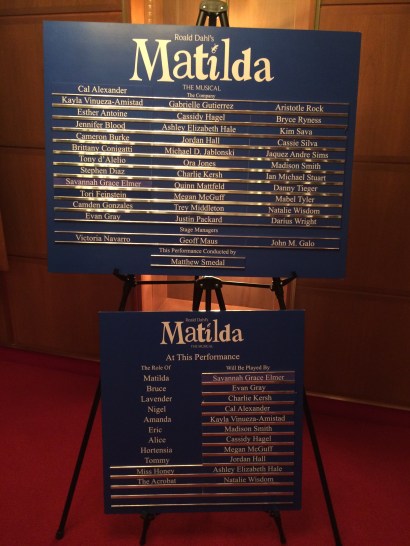 Roald Dahl's
Matilda
THE MUSICAL
The Company
Cal Alexander
Kayla Vinueza-Amistad Gabrielle Gutierrez Aristotle Rock
Esther Antoine Cassidy Hagel Bryce Ryness
Jennifer Blood Ashley Elizabeth Hale Kim Sava
Cameron Burke Jordan Hall Cassie Silva
Brittany Conigatti Michael D. Jablonski Jaquez Andre Sims
Tony d'Alelio Ora Jones Madison Smith
Stephen Diaz Charlie Kersh Ian Michael Stuart
Savannah Grace Elmer Quinn Mattfeld Danny Tieger
Tori Feinstein Megan McGuff Mabel Tyler
Camden Gonzales Trey Middleton Natalie Wisdom
Evan Gray Justin Packard Darius Wright
Stage Managers
Victoria Navarro Geoff Maus John M. Galo
This Performance Conducted by
Matthew Smedal
Roald Dahl's
Matilda
THE MUSICAL
At This Performance
The Role Of Will Be Played By
Matilda Savannah Grace Elmer
Bruce Evan Gray
Lavender Charlie Kersh
Nigel Cal Alexander
Amanda Kayla Vinueza-Amistad
Eric Madison Smith
Alice Cassidy Hagel
Hortensia Megan McGuff
Tommy Jordan Hall
Miss Honey Ashley Elizabeth Hale
The Acrobat Natalie Wisdom